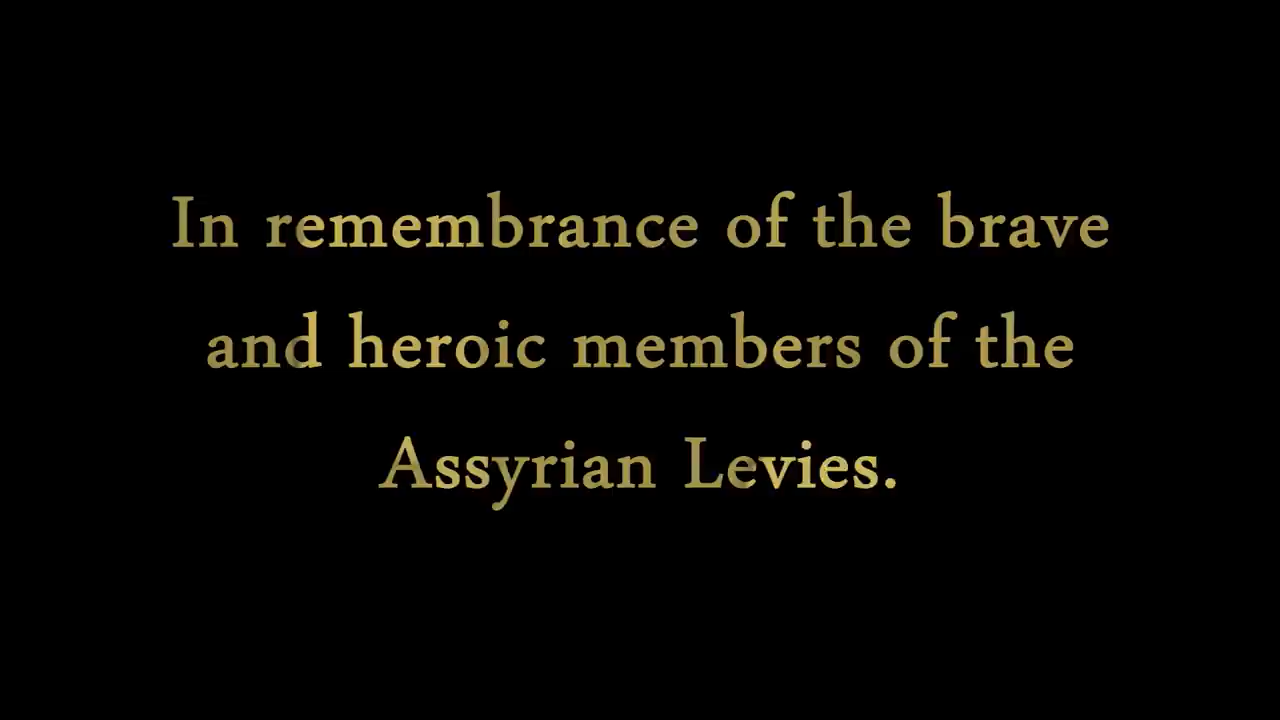 In remembrance of the brave
and heroic members of the
Assyrian Levies.